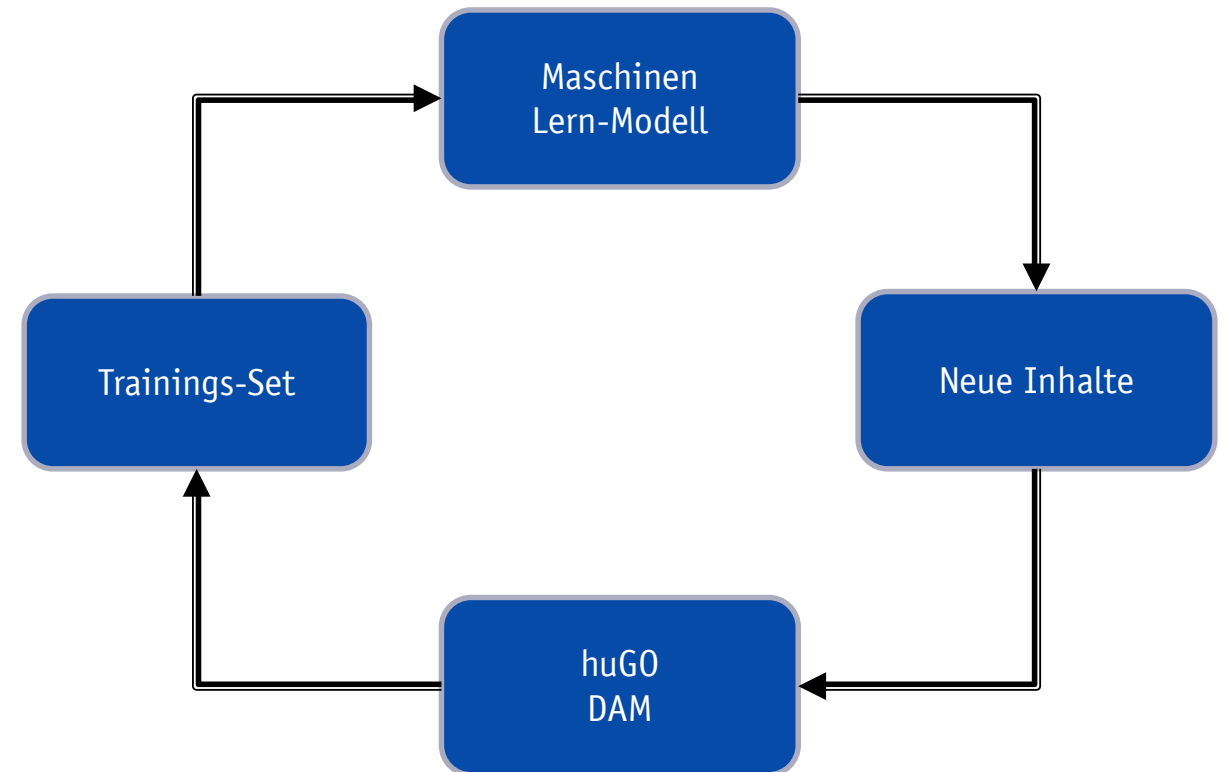 Maschinen
Lern-Modell
Trainings-Set
Neue Inhalte
huGO
DAM